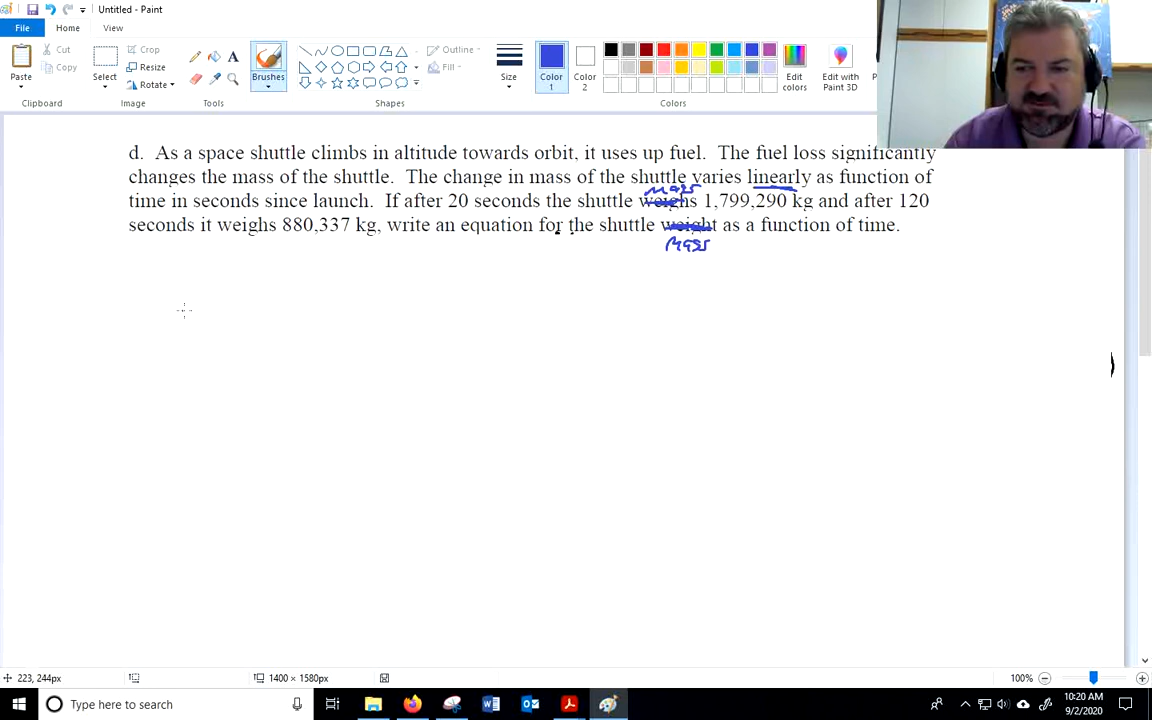 Untitled - Paint
File Home View
Cut
Copy
Paste
Clipboard
Crop
Resize
Rotate
Select
Image
Tools
Brushes
Outline
Fill
Shapes
Size
Color 1
Color 2
Edit colors
Edit with Paint 3D
Colors
d. As a space shuttle climbs in altitude towards orbit, it uses up fuel. The fuel loss significantly
changes the mass of the shuttle. The change in mass of the shuttle varies linearly as function of
Mass
time in seconds since launch. If after 20 seconds the shuttle weighs 1,799,290 kg and after 120
seconds it weighs 880,337 kg, write an equation for the shuttle weight as a function of time.
Mass
223, 244px
1400 × 1580px
100%
Type here to search
10:20 AM
9/2/2020